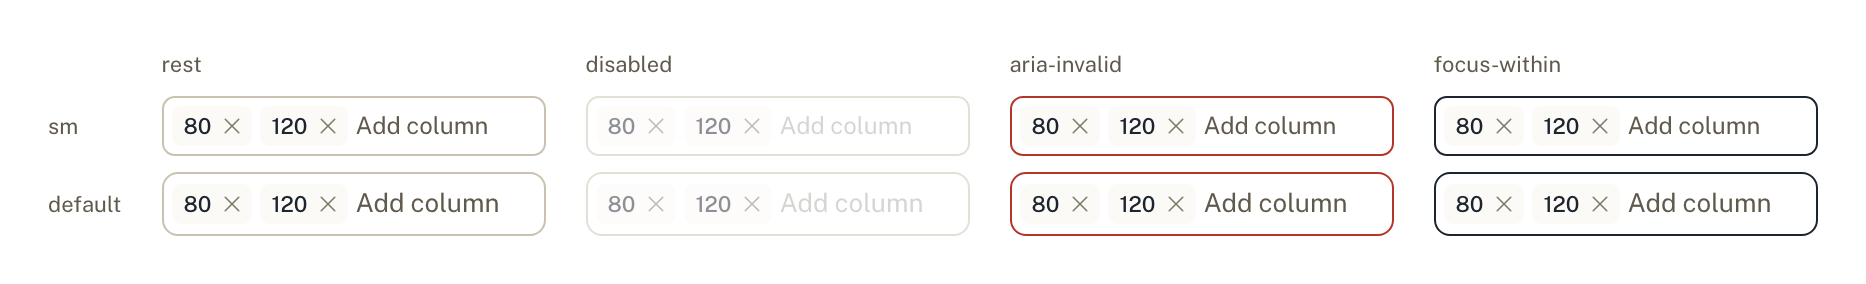 rest disabled aria-invalid focus-within
sm 80 × 120 × Add column 80 × 120 × Add column 80 × 120 × Add column 80 × 120 × Add column
default 80 × 120 × Add column 80 × 120 × Add column 80 × 120 × Add column 80 × 120 × Add column